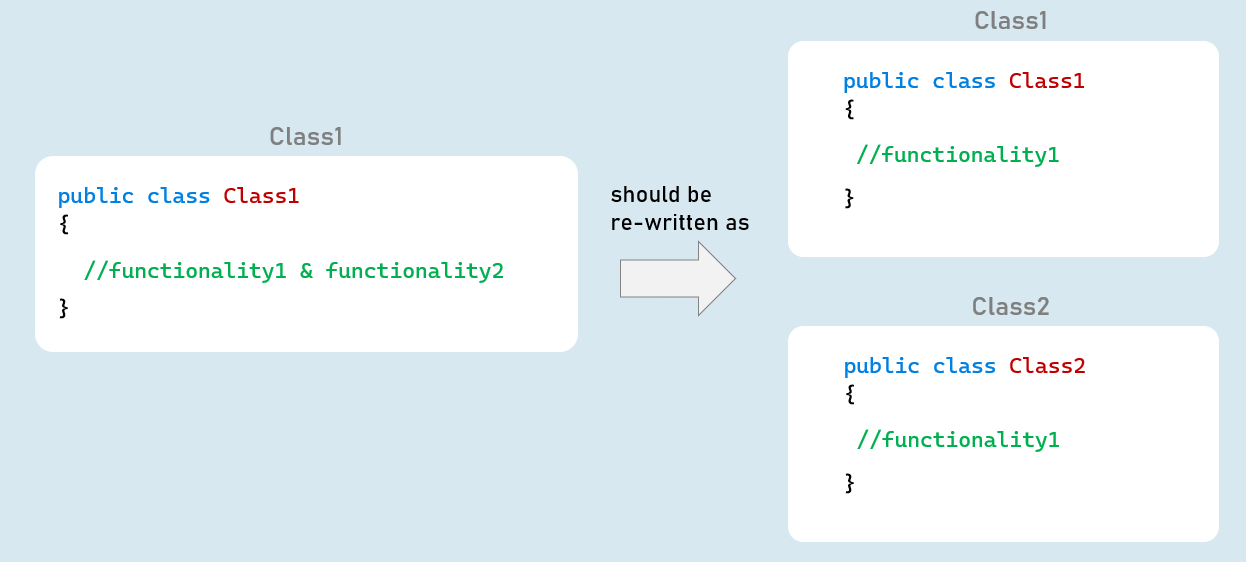 Class1
public class Class1
{
//functionality1 & functionality2
}
should be
re-written as
Class1
public class Class1
{
//functionality1
}
Class2
public class Class2
{
//functionality1
}